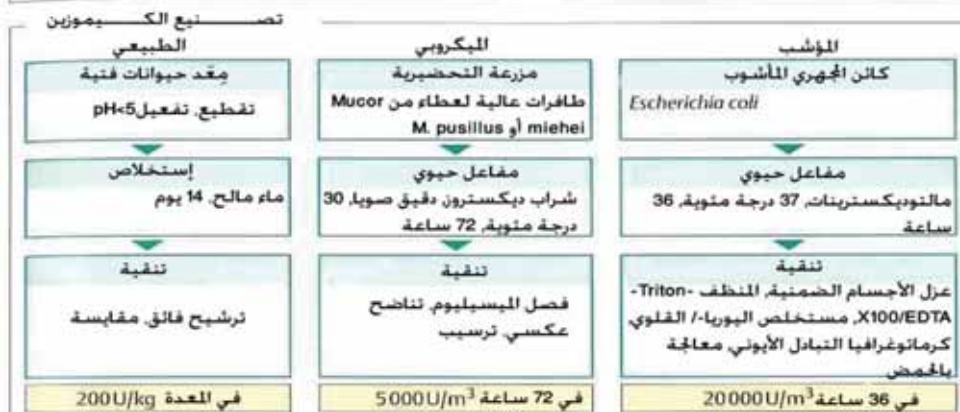 تصنيع الكيموزين
المؤشب
كائن المجهري المأشوب
Escherichia coli
مفاعل حيوي
مالتوديكسترينات, 37 درجة مئوية, 36
ساعة
تنقية
عزل الأجسام الضمنية, المنظف -Triton-
X100/EDTA, مستخلص اليوريا-/ القلوي,
كرماتوغرافيا التبادل الأيوني, معالجة
بالحمض
في 36 ساعة 20000U/m³
الميكروبي
مزرعة التحضيرية
طافرات عالية لعطاء من Mucor
miehei أو M. pusillus
مفاعل حيوي
شراب ديكستروز, دقيق صويا, 30
درجة مئوية, 72 ساعة
تنقية
فصل الميسيليوم, تناضح
عكسي, ترسيب
في 72 ساعة 5000U/m³
الطبيعي
مِعَد حيوانات فتية
تقطيع, تفعيل pH<5
إستخلاص
ماء مالح, 14 يوم
تنقية
ترشيح فائق, مقايسة
في المعدة 200U/kg